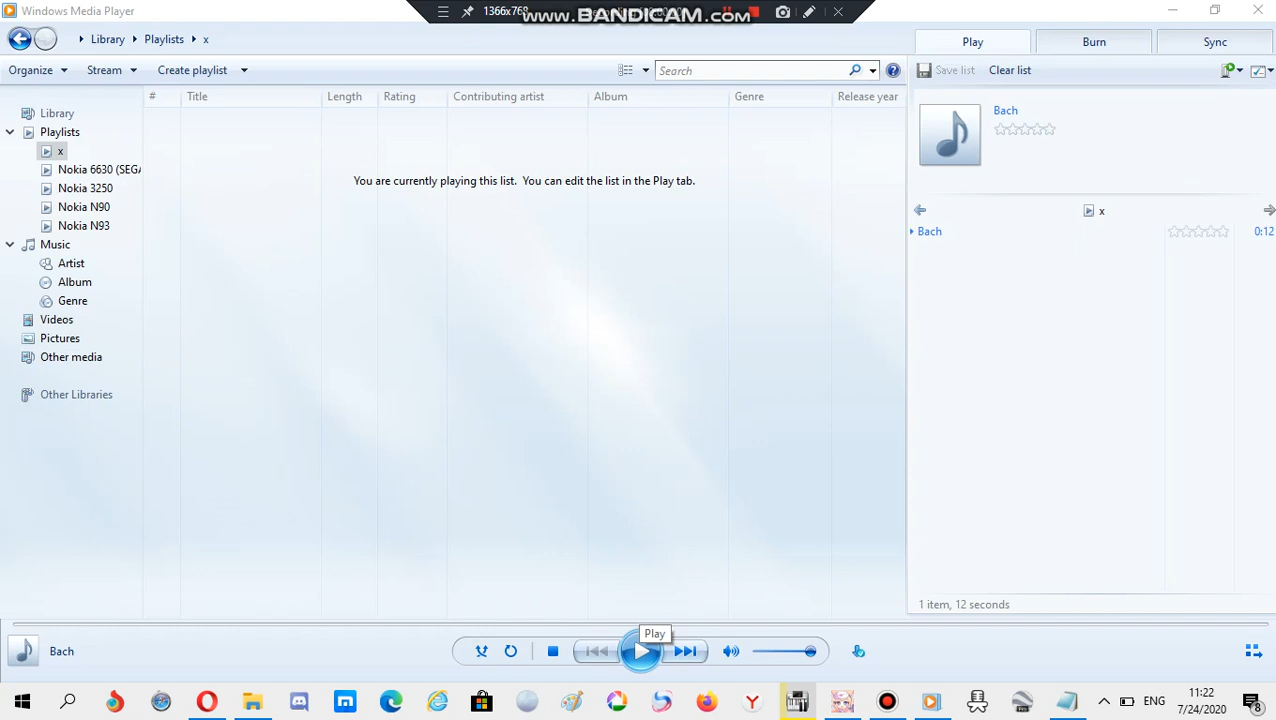 Windows Media Player
1366x768
www.BANDICAM.com
Library
Playlists
x
Play
Burn
Sync
Organize
Stream
Create playlist
Search
Save list
Clear list
#
Title
Length
Rating
Contributing artist
Album
Genre
Release year
Library
Playlists
x
Nokia 6630 (SEGA
Nokia 3250
Nokia N90
Nokia N93
Music
Artist
Album
Genre
Videos
Pictures
Other media
Other Libraries
You are currently playing this list. You can edit the list in the Play tab.
Bach
x
Bach
0:12
1 item, 12 seconds
Bach
Play
ENG
11:22
7/24/2020
8